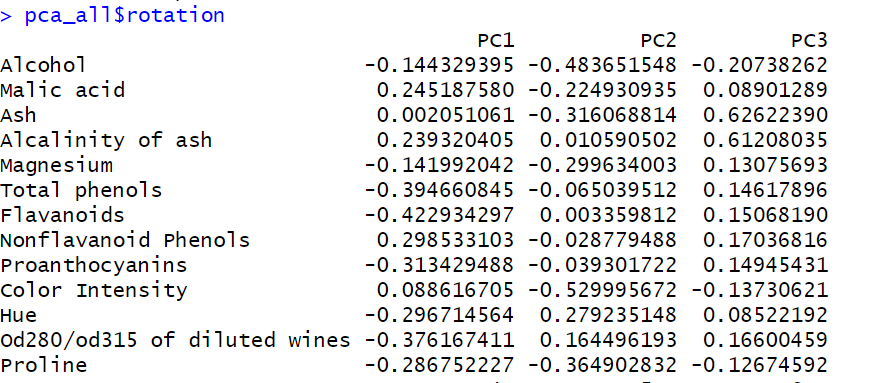 > pca_all$rotation
PC1 PC2 PC3
Alcohol -0.144329395 -0.483651548 -0.20738262
Malic acid 0.245187580 -0.224930935 0.08901289
Ash 0.002051061 -0.316068814 0.62622390
Alcalinity of ash 0.239320405 0.010590502 0.61208035
Magnesium -0.141992042 -0.299634003 0.13075693
Total phenols -0.394660845 -0.065039512 0.14617896
Flavanoids -0.422934297 0.003359812 0.15068190
Nonflavanoid Phenols 0.298533103 -0.028779488 0.17036816
Proanthocyanins -0.313429488 -0.039301722 0.14945431
Color Intensity 0.088616705 -0.529995672 -0.13730621
Hue -0.296714564 0.279235148 0.08522192
Od280/od315 of diluted wines -0.376167411 0.164496193 0.16600459
Proline -0.286752227 -0.364902832 -0.12674592